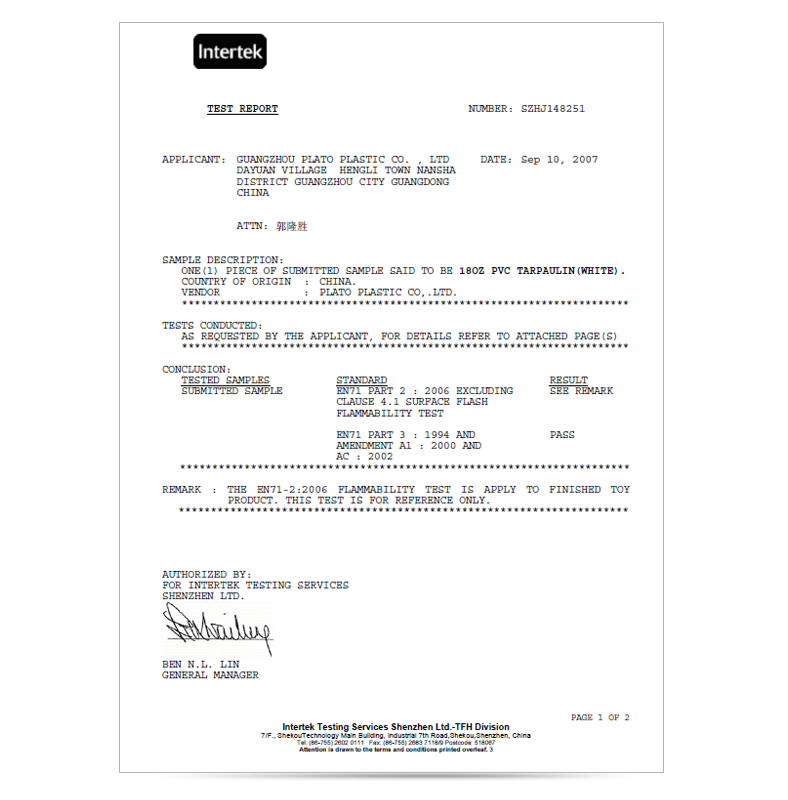 Intertek
TEST REPORT NUMBER: SZHJ148251
APPLICANT: GUANGZHOU PLATO PLASTIC CO. , LTD DATE: Sep 10, 2007
DAYUAN VILLAGE HENGLI TOWN NANSHA
DISTRICT GUANGZHOU CITY GUANGDONG
CHINA
ATTN: 郭隆胜
SAMPLE DESCRIPTION:
ONE(1) PIECE OF SUBMITTED SAMPLE SAID TO BE 18OZ PVC TARPAULIN(WHITE).
COUNTRY OF ORIGIN : CHINA.
VENDOR : PLATO PLASTIC CO,.LTD.
**********************************************************************
TESTS CONDUCTED:
AS REQUESTED BY THE APPLICANT, FOR DETAILS REFER TO ATTACHED PAGE(S)
**********************************************************************
CONCLUSION:
TESTED SAMPLES STANDARD RESULT
SUBMITTED SAMPLE EN71 PART 2 : 2006 EXCLUDING SEE REMARK
CLAUSE 4.1 SURFACE FLASH
FLAMMABILITY TEST
EN71 PART 3 : 1994 AND PASS
AMENDMENT A1 : 2000 AND
AC : 2002
**********************************************************************
REMARK : THE EN71-2:2006 FLAMMABILITY TEST IS APPLY TO FINISHED TOY
PRODUCT. THIS TEST IS FOR REFERENCE ONLY.
**********************************************************************
AUTHORIZED BY:
FOR INTERTEK TESTING SERVICES
SHENZHEN LTD.
BEN N.L. LIN
GENERAL MANAGER
PAGE 1 OF 2
Intertek Testing Services Shenzhen Ltd.-TFH Division
7/F., ShekouTechnology Main Building, Industrial 7th Road,Shekou,Shenzhen, China
Tel: (86-755) 2602 0111 Fax: (86-755) 2683 7118/9 Postcode: 518067
Attention is drawn to the terms and conditions printed overleaf. 3